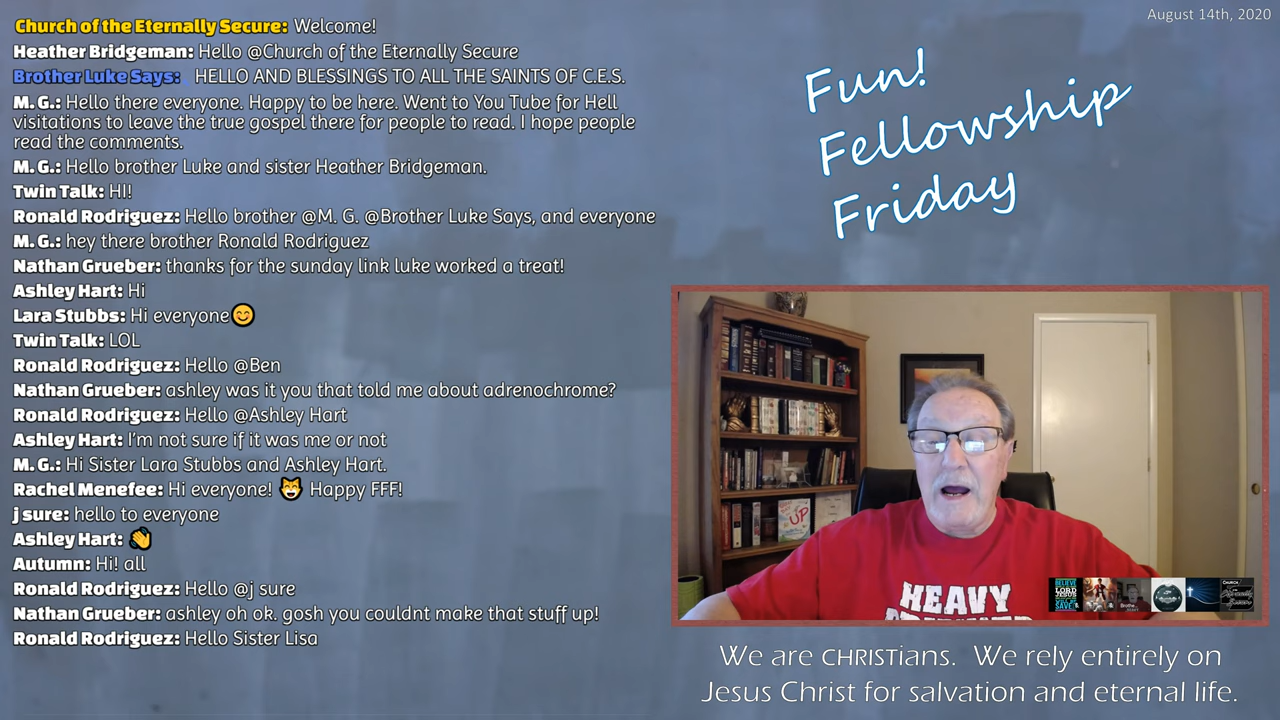 August 14th, 2020
Church of the Eternally Secure: Welcome!
Heather Bridgeman: Hello @Church of the Eternally Secure
Brother Luke Says: HELLO AND BLESSINGS TO ALL THE SAINTS OF C.E.S.
M. G.: Hello there everyone. Happy to be here. Went to You Tube for Hell
visitations to leave the true gospel there for people to read. I hope people
read the comments.
M. G.: Hello brother Luke and sister Heather Bridgeman.
Twin Talk: HI!
Ronald Rodriguez: Hello brother @M. G. @Brother Luke Says, and everyone
M. G.: hey there brother Ronald Rodriguez
Nathan Grueber: thanks for the sunday link luke worked a treat!
Ashley Hart: Hi
Lara Stubbs: Hi everyone😊
Twin Talk: LOL
Ronald Rodriguez: Hello @Ben
Nathan Grueber: ashley was it you that told me about adrenochrome?
Ronald Rodriguez: Hello @Ashley Hart
Ashley Hart: I'm not sure if it was me or not
M. G.: Hi Sister Lara Stubbs and Ashley Hart.
Rachel Menefee: Hi everyone! 😸 Happy FFF!
j sure: hello to everyone
Ashley Hart: 👏
Autumn: Hi! all
Ronald Rodriguez: Hello @j sure
Nathan Grueber: ashley oh ok. gosh you couldnt make that stuff up!
Ronald Rodriguez: Hello Sister Lisa
Fun!
Fellowship
Friday
UP
HEAVY
BELIEVE
LORD
JESUS
SAVE
We are CHRISTians. We rely entirely on
Jesus Christ for salvation and eternal life.